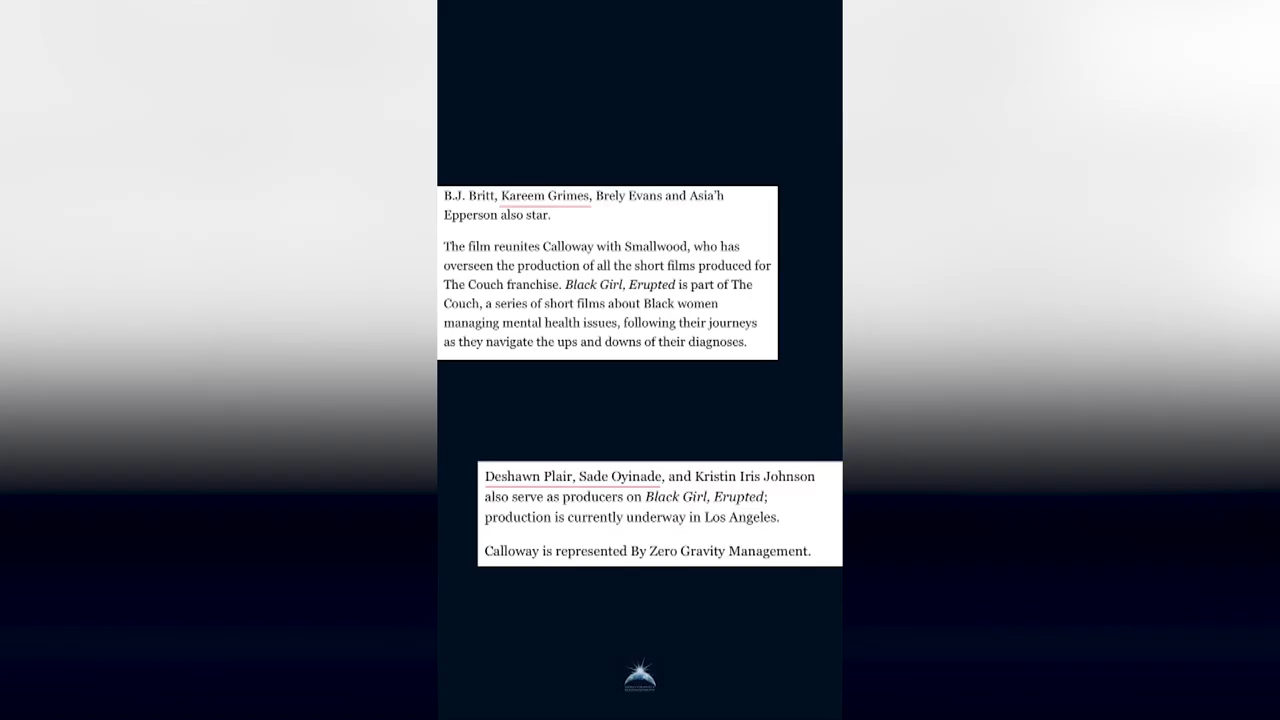 B.J. Britt, Kareem Grimes, Brely Evans and Asia'h
Epperson also star.
The film reunites Calloway with Smallwood, who has
overseen the production of all the short films produced for
The Couch franchise. Black Girl, Erupted is part of The
Couch, a series of short films about Black women
managing mental health issues, following their journeys
as they navigate the ups and downs of their diagnoses.
Deshawn Plair, Sade Oyinade, and Kristin Iris Johnson
also serve as producers on Black Girl, Erupted;
production is currently underway in Los Angeles.
Calloway is represented By Zero Gravity Management.